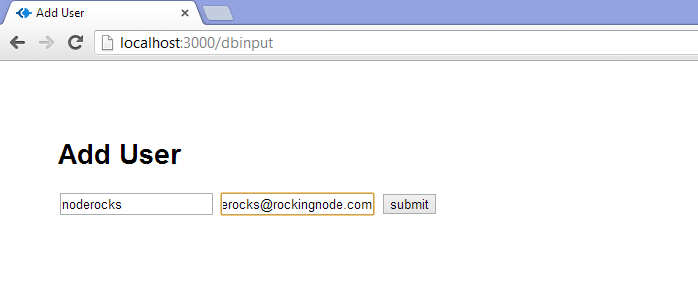 Add User
localhost:3000/dbinput
Add User
noderocks erocks@rockingnode.com submit